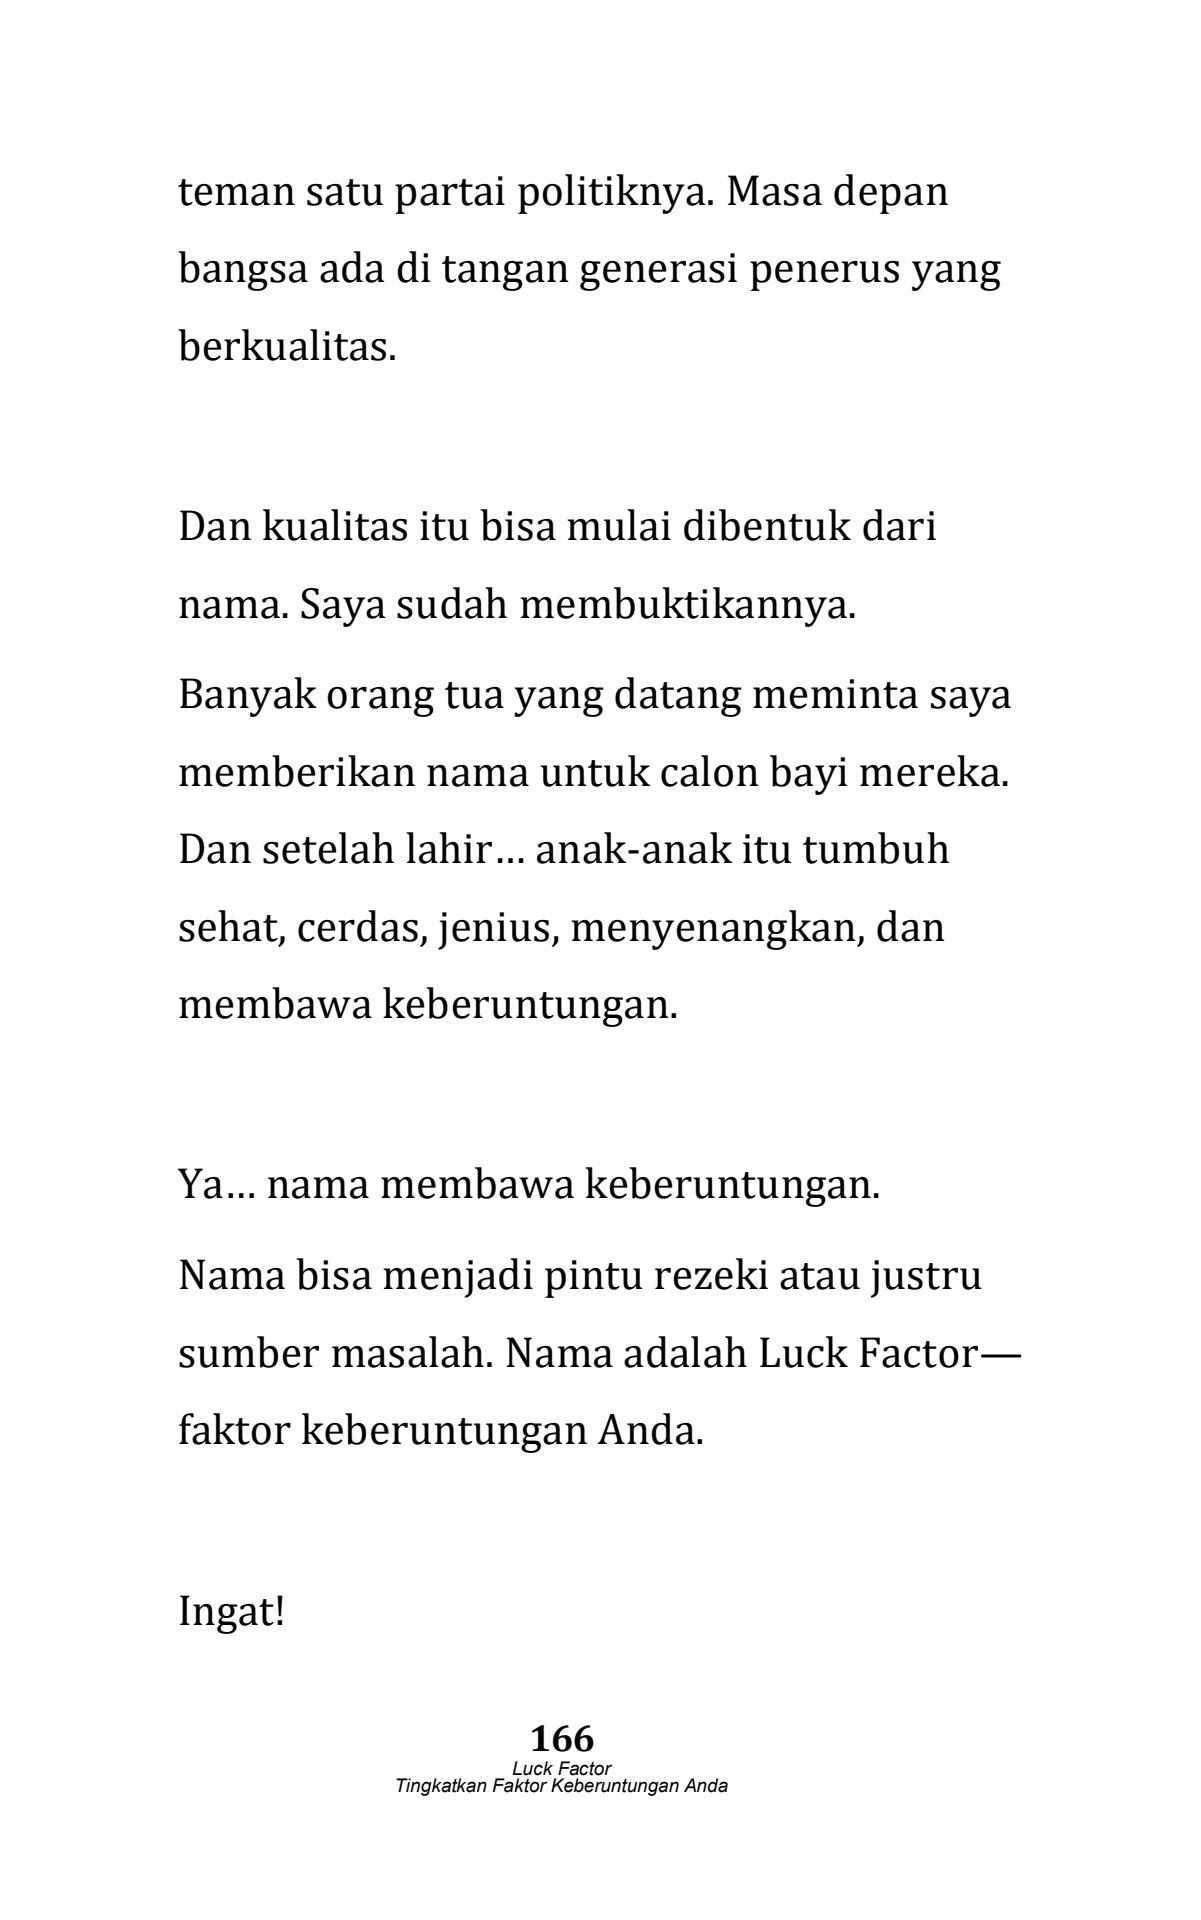 teman satu partai politiknya. Masa depan
bangsa ada di tangan generasi penerus yang
berkualitas.
Dan kualitas itu bisa mulai dibentuk dari
nama. Saya sudah membuktikannya.
Banyak orang tua yang datang meminta saya
memberikan nama untuk calon bayi mereka.
Dan setelah lahir… anak-anak itu tumbuh
sehat, cerdas, jenius, menyenangkan, dan
membawa keberuntungan.
Ya… nama membawa keberuntungan.
Nama bisa menjadi pintu rezeki atau justru
sumber masalah. Nama adalah Luck Factor—
faktor keberuntungan Anda.
Ingat!
166
Luck Factor
Tingkatkan Faktor Keberuntungan Anda